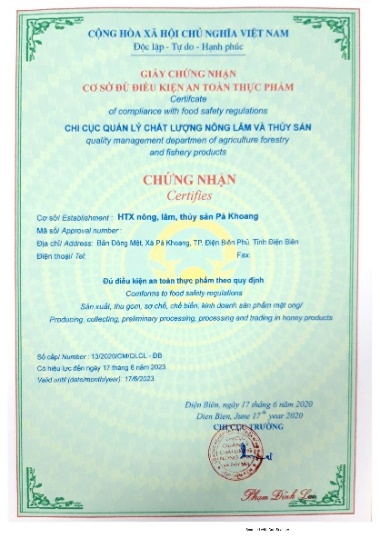 CỘNG HÒA XÃ HỘI CHỦ NGHĨA VIỆT NAM
Độc lập - Tự do - Hạnh phúc
GIẤY CHỨNG NHẬN
CƠ SỞ ĐỦ ĐIỀU KIỆN AN TOÀN THỰC PHẨM
Certifcate
of compliance with food safety regulations
CHI CỤC QUẢN LÝ CHẤT LƯỢNG NÔNG LÂM VÀ THỦY SẢN
quality management departmen of agriculture forestry
and fishery products
CHỨNG NHẬN
Certifies
Cơ sở/ Establishment : HTX nông, lâm, thủy sản Pá Khoang
Mã số/ Approval number :
Địa chỉ/ Address: Bản Đông Mệt, Xã Pá Khoang, TP. Điện Biên Phủ, Tỉnh Điện Biên
Điện thoại/ Tel: Fax:
Đủ điều kiện an toàn thực phẩm theo quy định
Comforms to food safety regulations
Sản xuất, thu gom, sơ chế, chế biến, kinh doanh sản phẩm mật ong/
Producing, collecting, preliminary processing, processing and trading in honey products
Số cấp/ Number : 13/2020/CM/QLCL - ĐB
Có hiệu lực đến ngày 17 tháng 6 năm 2023.
Valid until (date/month/year): 17/6/2023.
Điện Biên, ngày 17 tháng 6 năm 2020
Dien Bien, June 17th year 2020
CHI CỤC TRƯỞNG
Phạm Đình